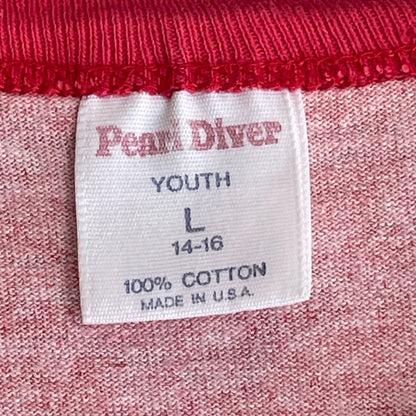 Pearl Diver
YOUTH
L
14-16
100% COTTON
MADE IN U.S.A.